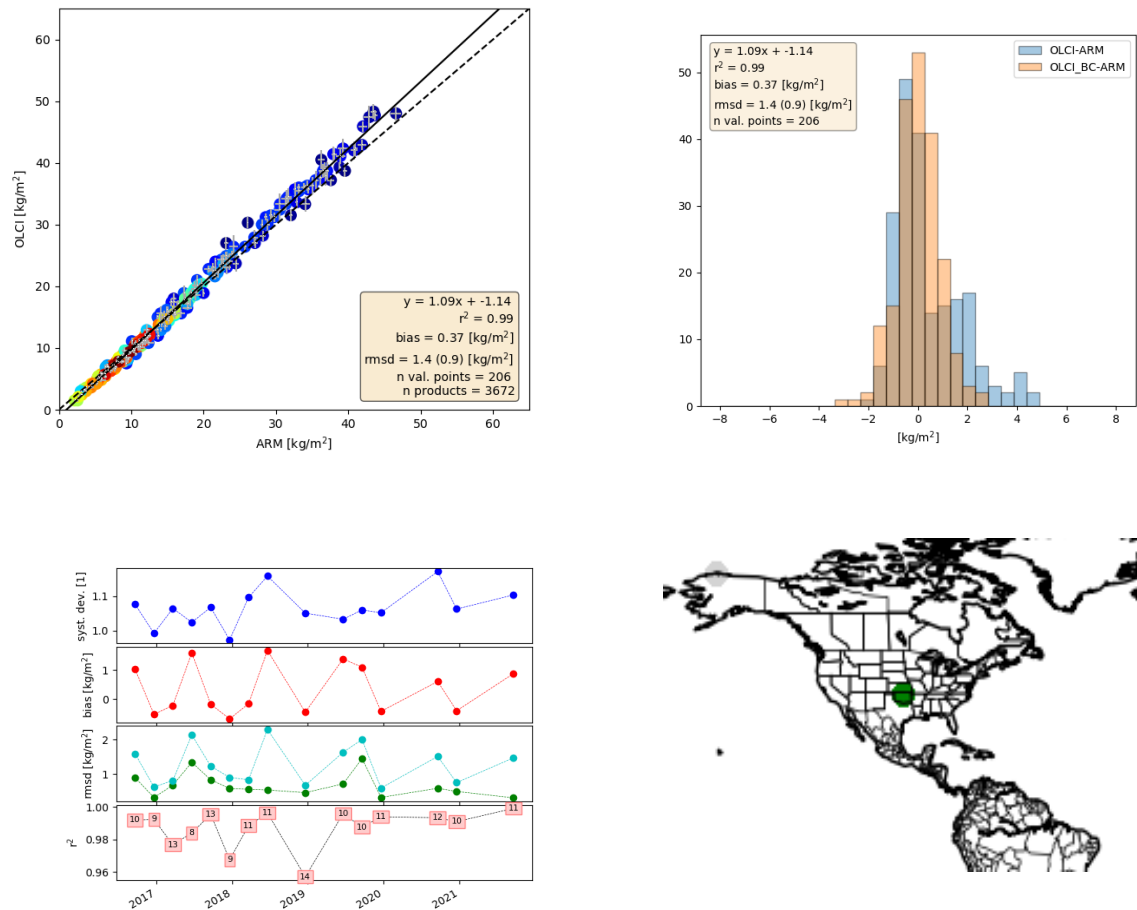 60
50
40
30
20
10
0
OLCI [kg/m²]
y = 1.09x + -1.14
r² = 0.99
bias = 0.37 [kg/m²]
rmsd = 1.4 (0.9) [kg/m²]
n val. points = 206
n products = 3672
0 10 20 30 40 50 60
ARM [kg/m²]
y = 1.09x + -1.14
r² = 0.99
bias = 0.37 [kg/m²]
rmsd = 1.4 (0.9) [kg/m²]
n val. points = 206
OLCI-ARM
OLCI_BC-ARM
50
40
30
20
10
0
−8 −6 −4 −2 0 2 4 6 8
[kg/m²]
syst. dev. [1]
1.1
1.0
bias [kg/m²]
1
0
rmsd [kg/m²]
2
1
r²
1.00
0.98
0.96
10 9 13 8 13 9 11 11 14 10 10 11 12 11 11
2017 2018 2019 2020 2021